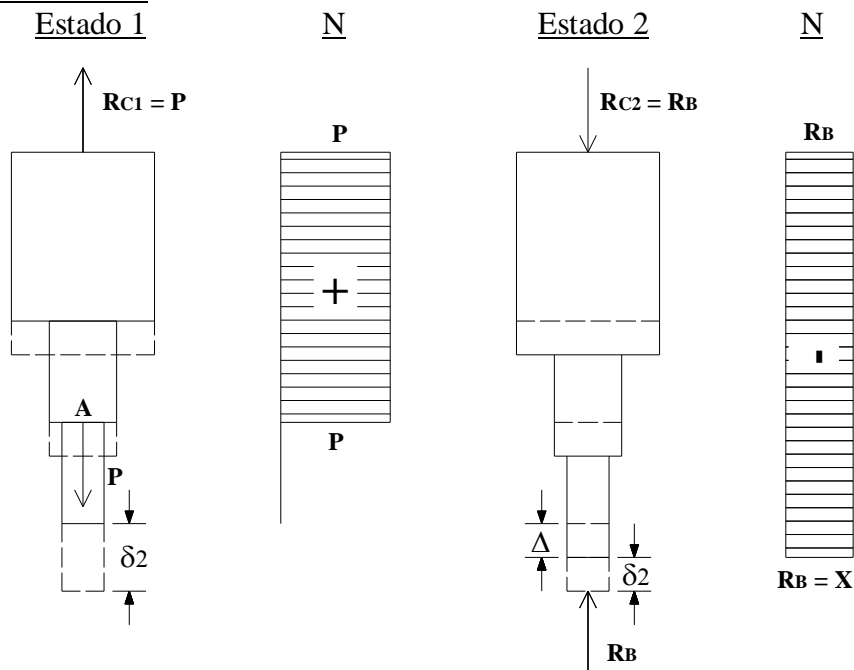 Estado 1 N Estado 2 N
RC1 = P RC2 = RB
P RB
+ -
A
P
P
δ2 Δ δ2
RB = X
RB